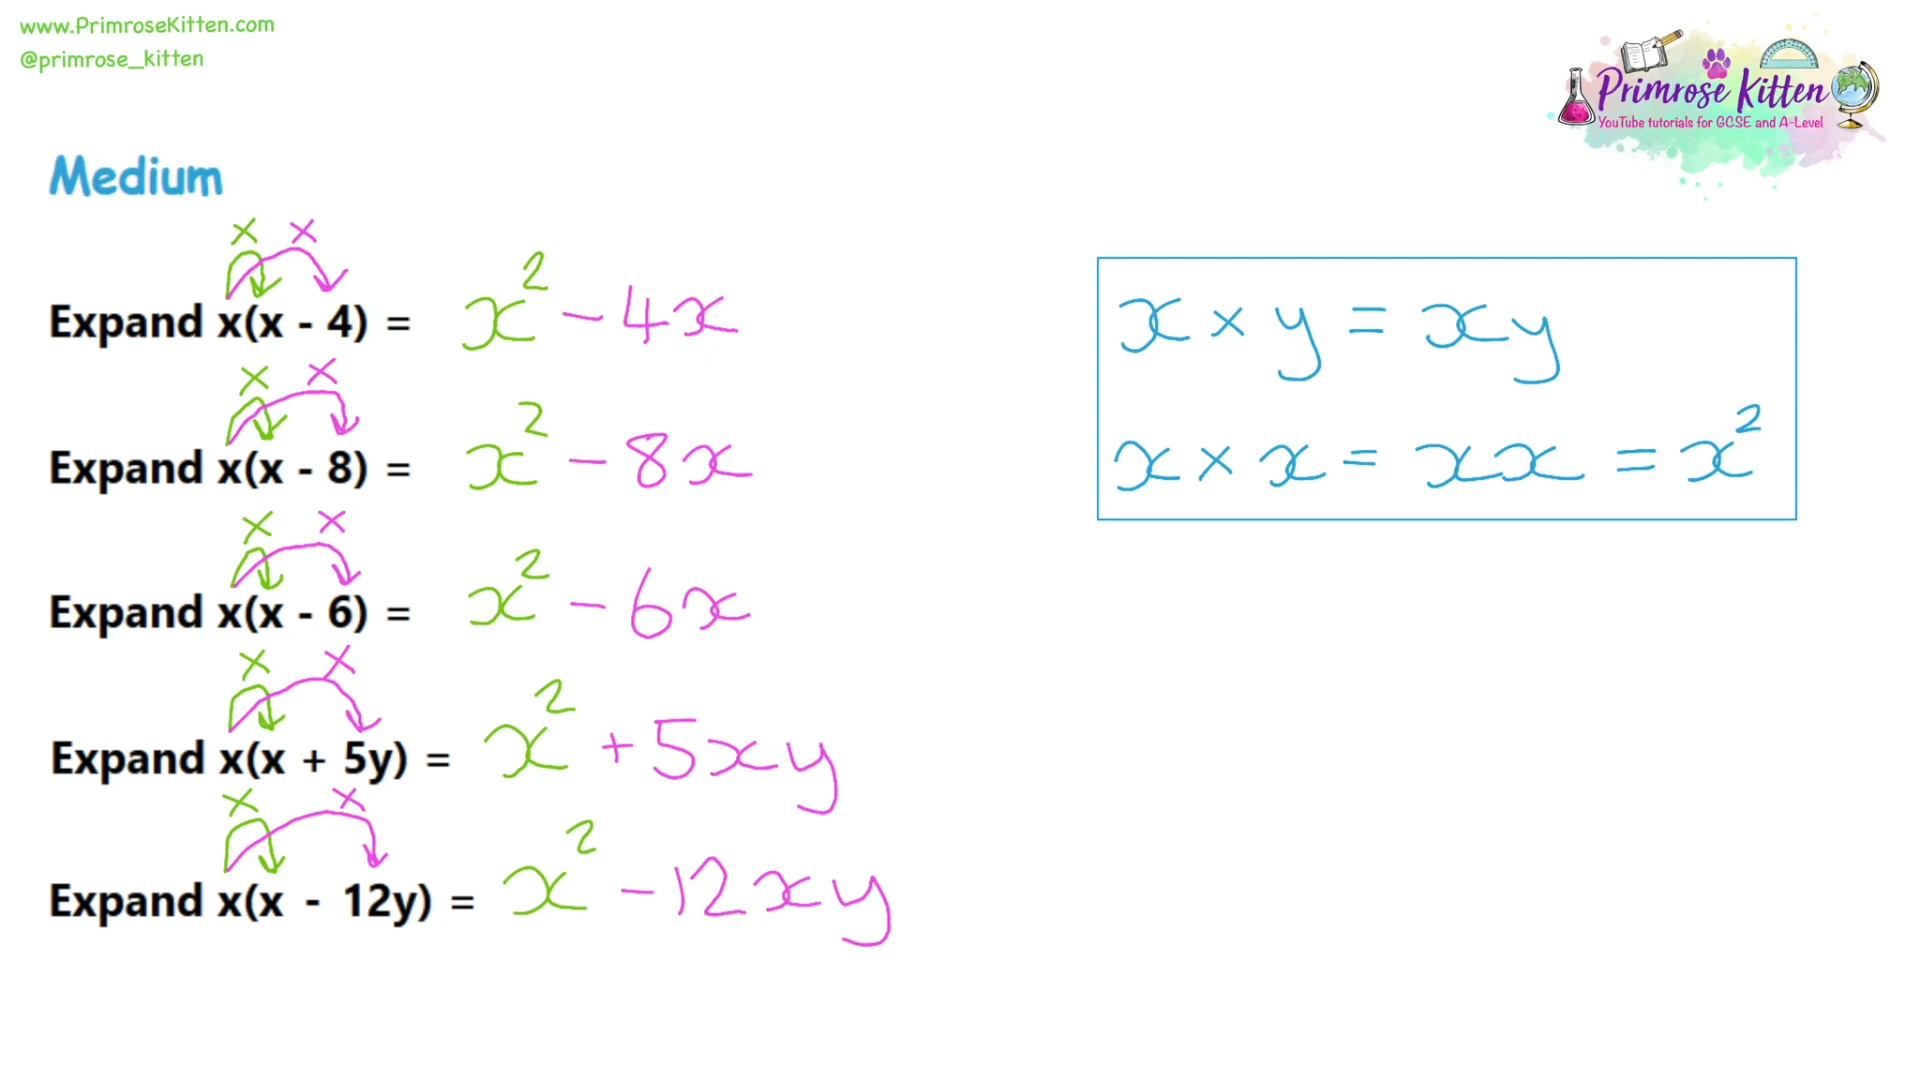 www.PrimroseKitten.com
@primrose_kitten
Primrose Kitten
YouTube tutorials for GCSE and A-Level
Medium
× ×
Expand x(x - 4) = x² - 4x
× ×
Expand x(x - 8) = x² - 8x
× ×
Expand x(x - 6) = x² - 6x
× ×
Expand x(x + 5y) = x² + 5xy
× ×
Expand x(x - 12y) = x² - 12xy
x × y = xy
x × x = xx = x²